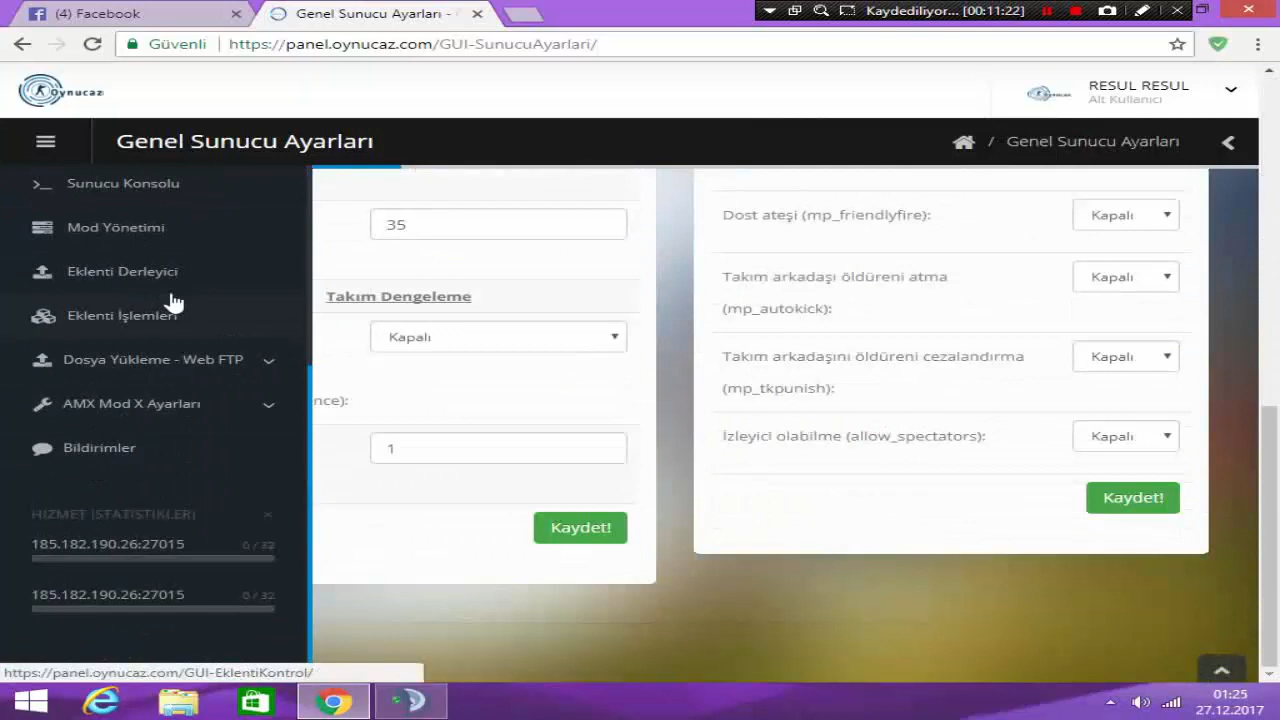 (4) Facebook
Genel Sunucu Ayarları -
Kaydediliyor... [00:11:22]
Güvenli
https://panel.oynucaz.com/GUI-SunucuAyarlari/
Oynucaz
RESUL RESUL
Alt Kullanıcı
Genel Sunucu Ayarları
/ Genel Sunucu Ayarları
Sunucu Konsolu
Mod Yönetimi
Eklenti Derleyici
Eklenti İşlemleri
Dosya Yükleme - Web FTP
AMX Mod X Ayarları
Bildirimler
HIZMET İSTATİSTİKLERİ
185.182.190.26:27015 0 / 32
185.182.190.26:27015 0 / 32
35
Takım Dengeleme
Kapalı
nce):
1
Kaydet!
Dost ateşi (mp_friendlyfire):
Kapalı
Takım arkadaşı öldüreni atma
(mp_autokick):
Kapalı
Takım arkadaşını öldüreni cezalandırma
(mp_tkpunish):
Kapalı
İzleyici olabilme (allow_spectators):
Kapalı
Kaydet!
https://panel.oynucaz.com/GUI-EklentiKontrol/
01:25
27.12.2017